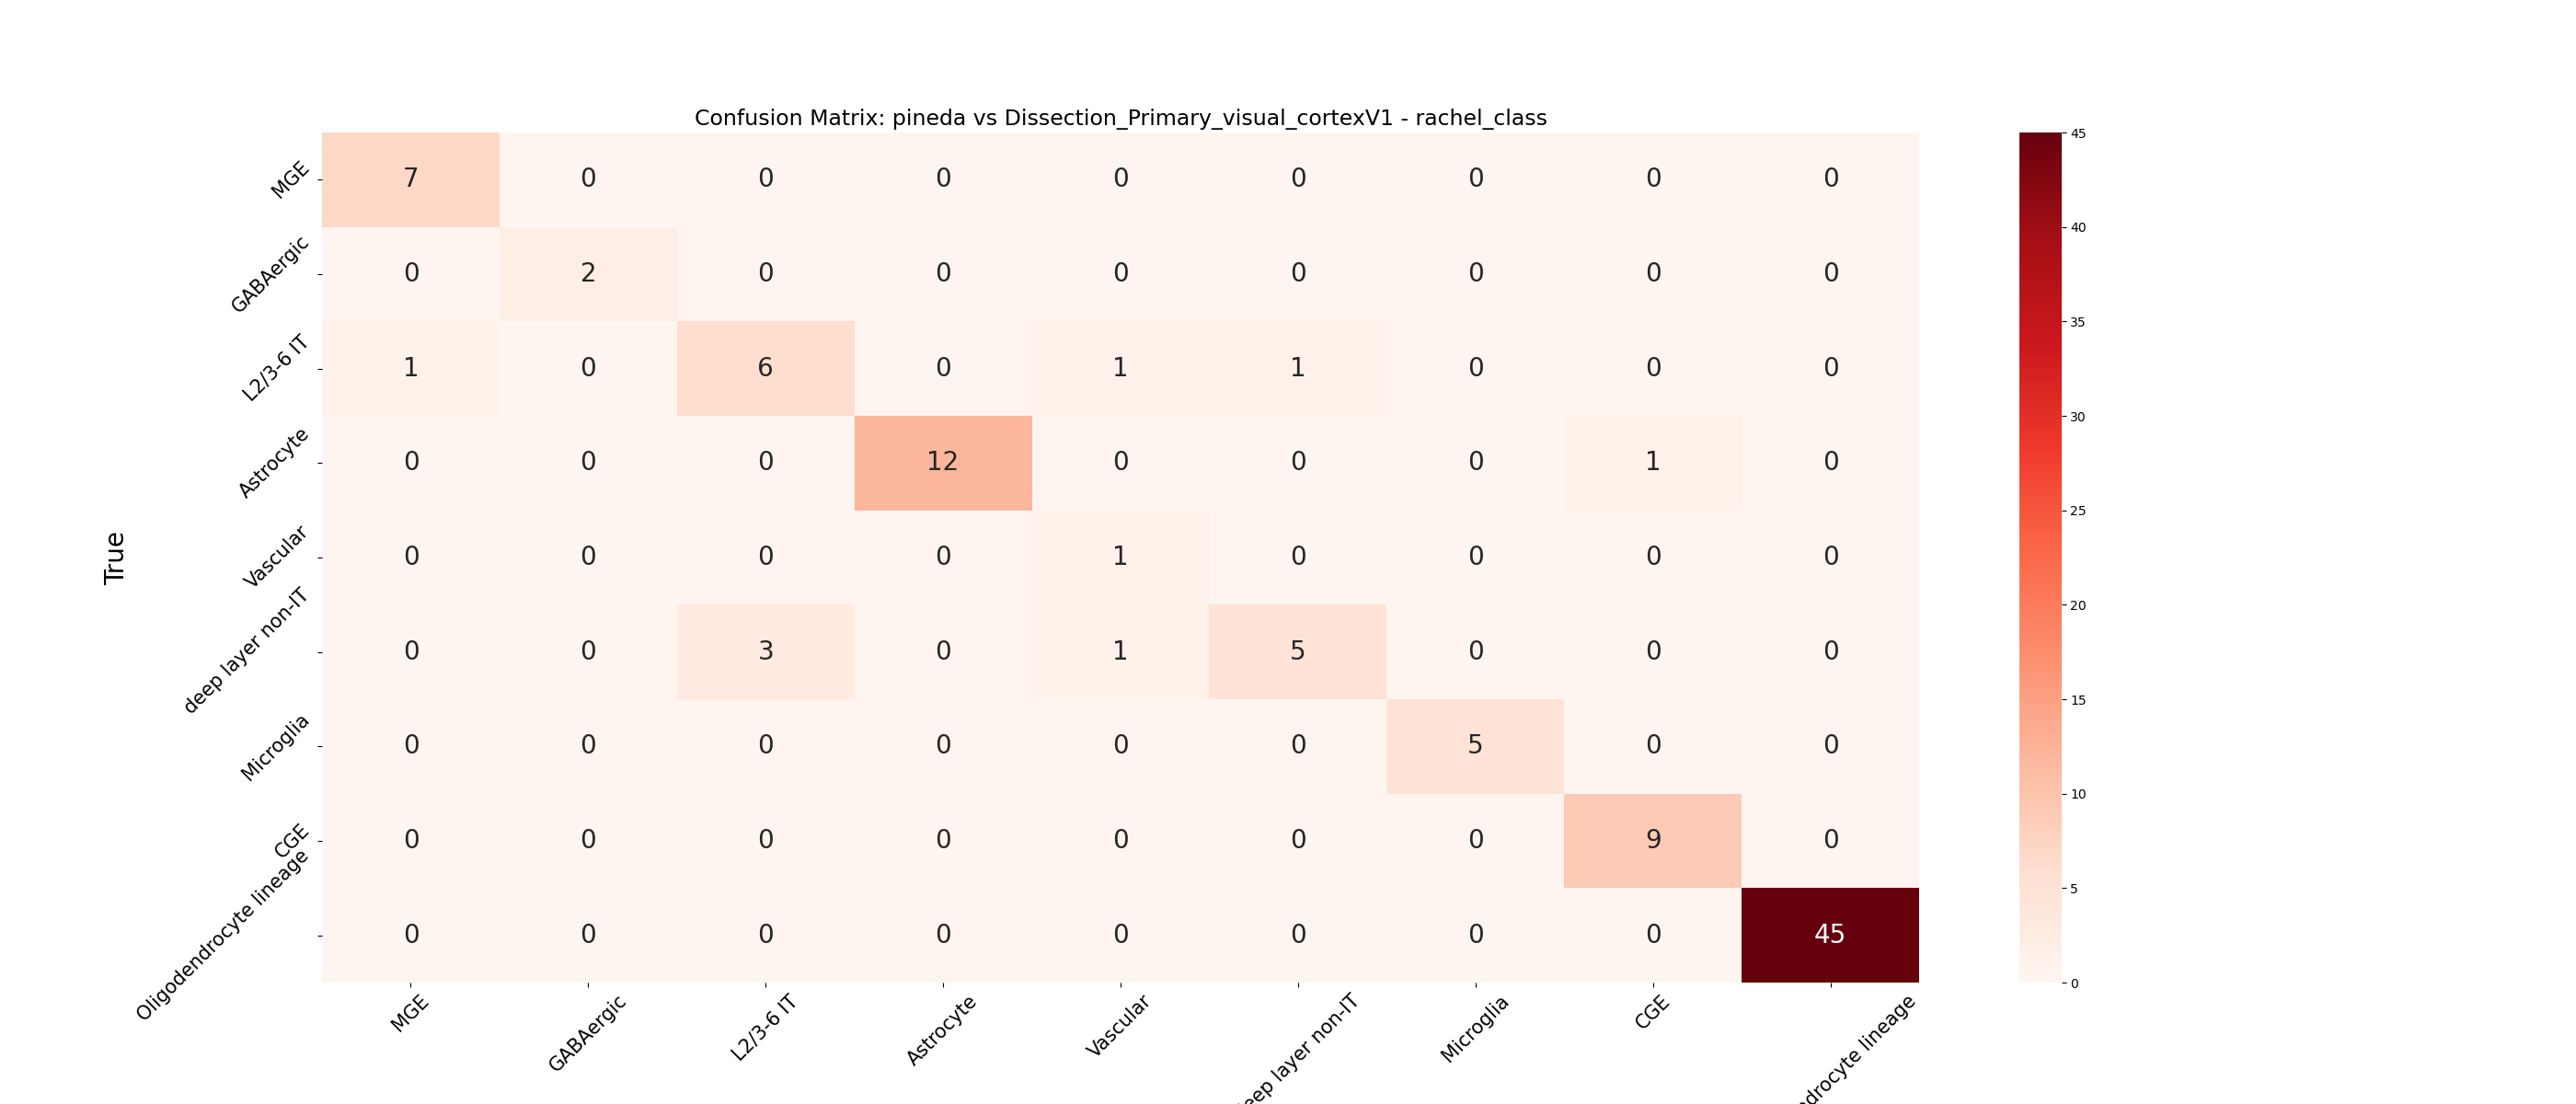 Confusion Matrix: pineda vs Dissection_Primary_visual_cortexV1 - rachel_class
True
MGE 7 0 0 0 0 0 0 0 0
GABAergic 0 2 0 0 0 0 0 0 0
L2/3-6 IT 1 0 6 0 1 1 0 0 0
Astrocyte 0 0 0 12 0 0 0 1 0
Vascular 0 0 0 0 1 0 0 0 0
deep layer non-IT 0 0 3 0 1 5 0 0 0
Microglia 0 0 0 0 0 0 5 0 0
CGE 0 0 0 0 0 0 0 9 0
Oligodendrocyte lineage 0 0 0 0 0 0 0 0 45
MGE GABAergic L2/3-6 IT Astrocyte Vascular eep layer non-IT Microglia CGE ndrocyte lineage
45
40
35
30
25
20
15
10
5
0